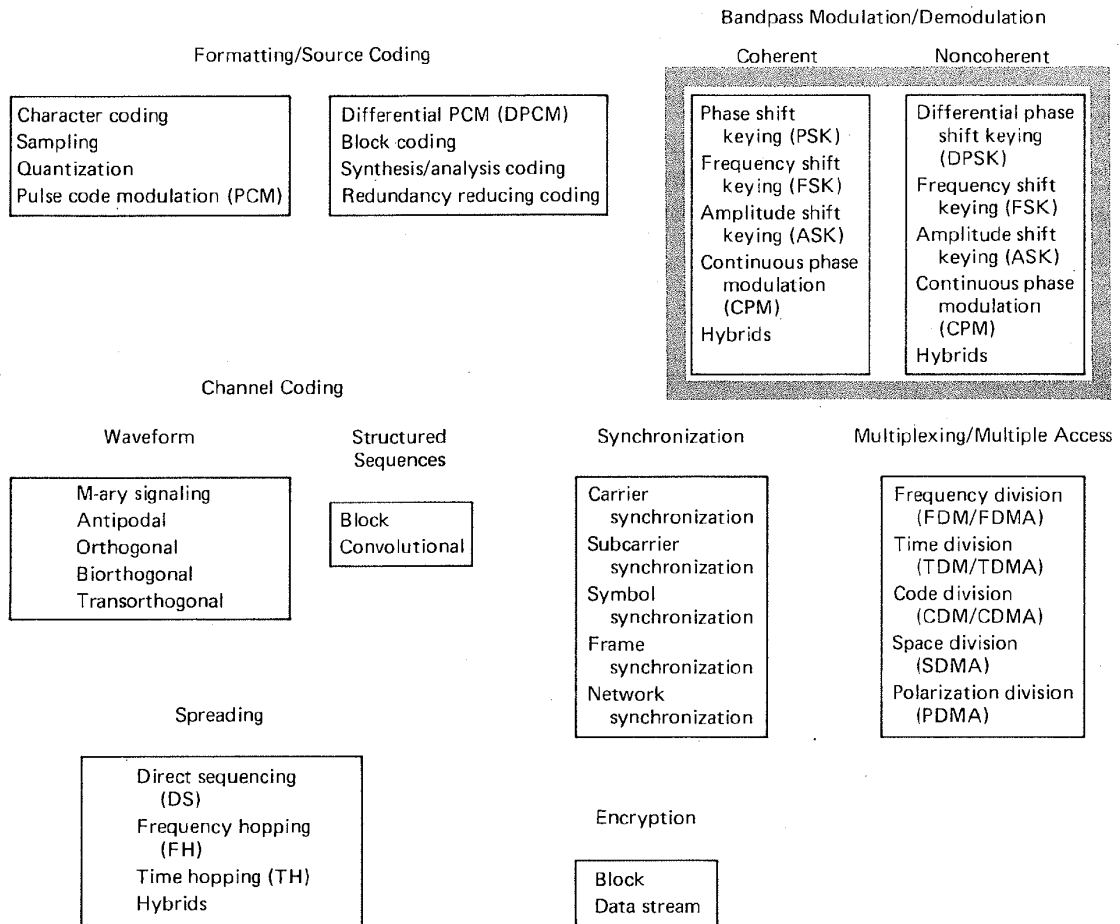 Formatting/Source Coding
Character coding
Sampling
Quantization
Pulse code modulation (PCM)
Differential PCM (DPCM)
Block coding
Synthesis/analysis coding
Redundancy reducing coding
Bandpass Modulation/Demodulation
Coherent
Phase shift
keying (PSK)
Frequency shift
keying (FSK)
Amplitude shift
keying (ASK)
Continuous phase
modulation
(CPM)
Hybrids
Noncoherent
Differential phase
shift keying
(DPSK)
Frequency shift
keying (FSK)
Amplitude shift
keying (ASK)
Continuous phase
modulation
(CPM)
Hybrids
Channel Coding
Waveform
M-ary signaling
Antipodal
Orthogonal
Biorthogonal
Transorthogonal
Structured
Sequences
Block
Convolutional
Synchronization
Carrier
synchronization
Subcarrier
synchronization
Symbol
synchronization
Frame
synchronization
Network
synchronization
Multiplexing/Multiple Access
Frequency division
(FDM/FDMA)
Time division
(TDM/TDMA)
Code division
(CDM/CDMA)
Space division
(SDMA)
Polarization division
(PDMA)
Spreading
Direct sequencing
(DS)
Frequency hopping
(FH)
Time hopping (TH)
Hybrids
Encryption
Block
Data stream